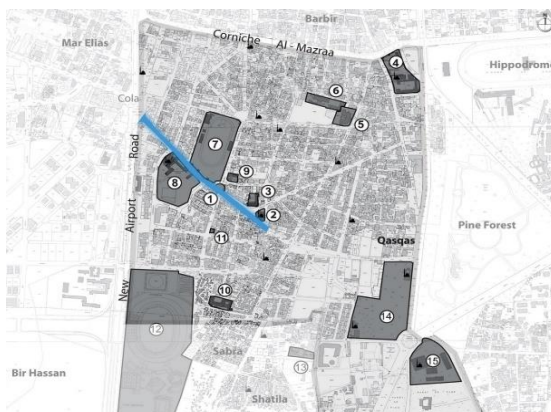 Barbir
Mar Elias
Corniche Al - Mazraa
4
Hippodrome
Cola
6
5
Road
7
9
8
1
3
2
Airport
11
Pine Forest
Qasqas
New
10
14
12
Sabra
13
15
Bir Hassan
Shatila